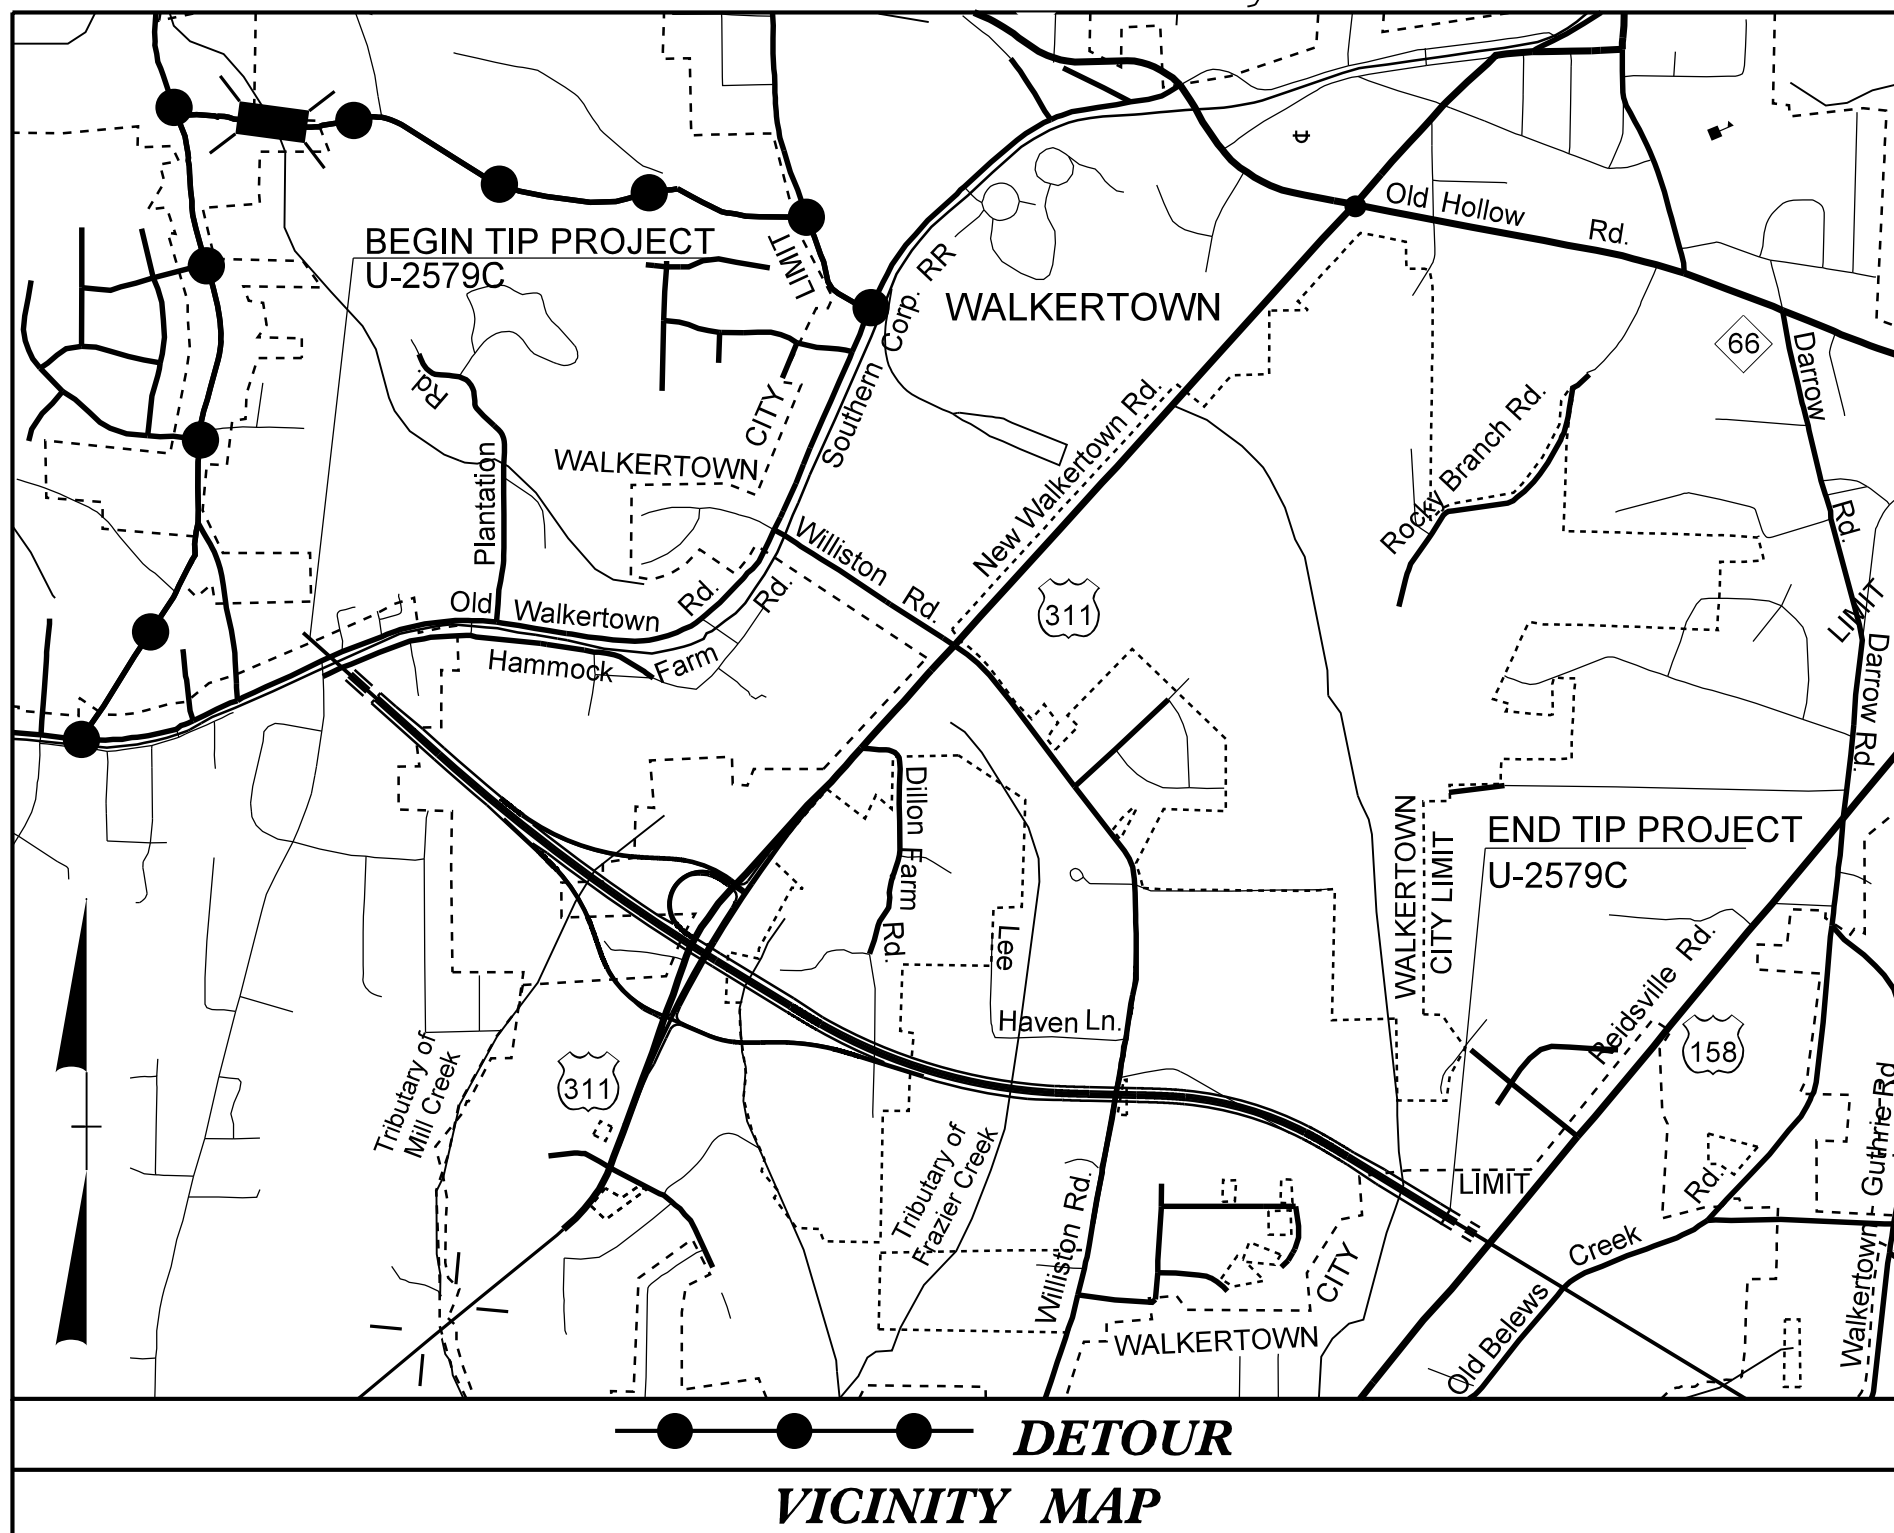 BEGIN TIP PROJECT
U-2579C
LIMIT
Southern Corp. RR
WALKERTOWN
Old Hollow Rd.
66
Darrow Rd.
Plantation Rd.
CITY
WALKERTOWN
New Walkertown Rd.
Rocky Branch Rd.
Williston Rd.
311
LIMIT
Old Walkertown Rd.
Hammock Farm Rd.
Darrow Rd.
Dillon Farm Rd.
WALKERTOWN
CITY LIMIT
END TIP PROJECT
U-2579C
Lee
Haven Ln.
Reidsville Rd.
158
311
Tributary of
Mill Creek
Tributary of
Frazier Creek
Williston Rd.
LIMIT
CITY
WALKERTOWN
Old Belews Creek Rd.
Walkertown - Guthrie Rd
DETOUR
VICINITY MAP